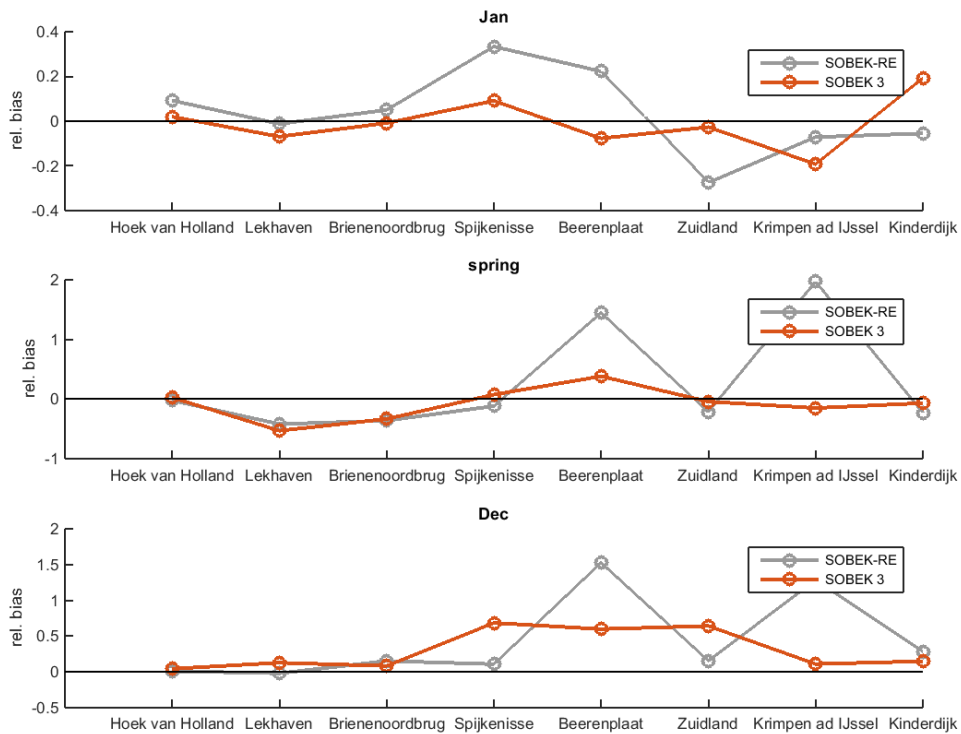 Jan
rel. bias
0.4
0.2
0
-0.2
-0.4
SOBEK-RE
SOBEK 3
Hoek van Holland Lekhaven Brienenoordbrug Spijkenisse Beerenplaat Zuidland Krimpen ad IJssel Kinderdijk
spring
rel. bias
2
1
0
-1
SOBEK-RE
SOBEK 3
Hoek van Holland Lekhaven Brienenoordbrug Spijkenisse Beerenplaat Zuidland Krimpen ad IJssel Kinderdijk
Dec
rel. bias
2
1.5
1
0.5
0
-0.5
SOBEK-RE
SOBEK 3
Hoek van Holland Lekhaven Brienenoordbrug Spijkenisse Beerenplaat Zuidland Krimpen ad IJssel Kinderdijk